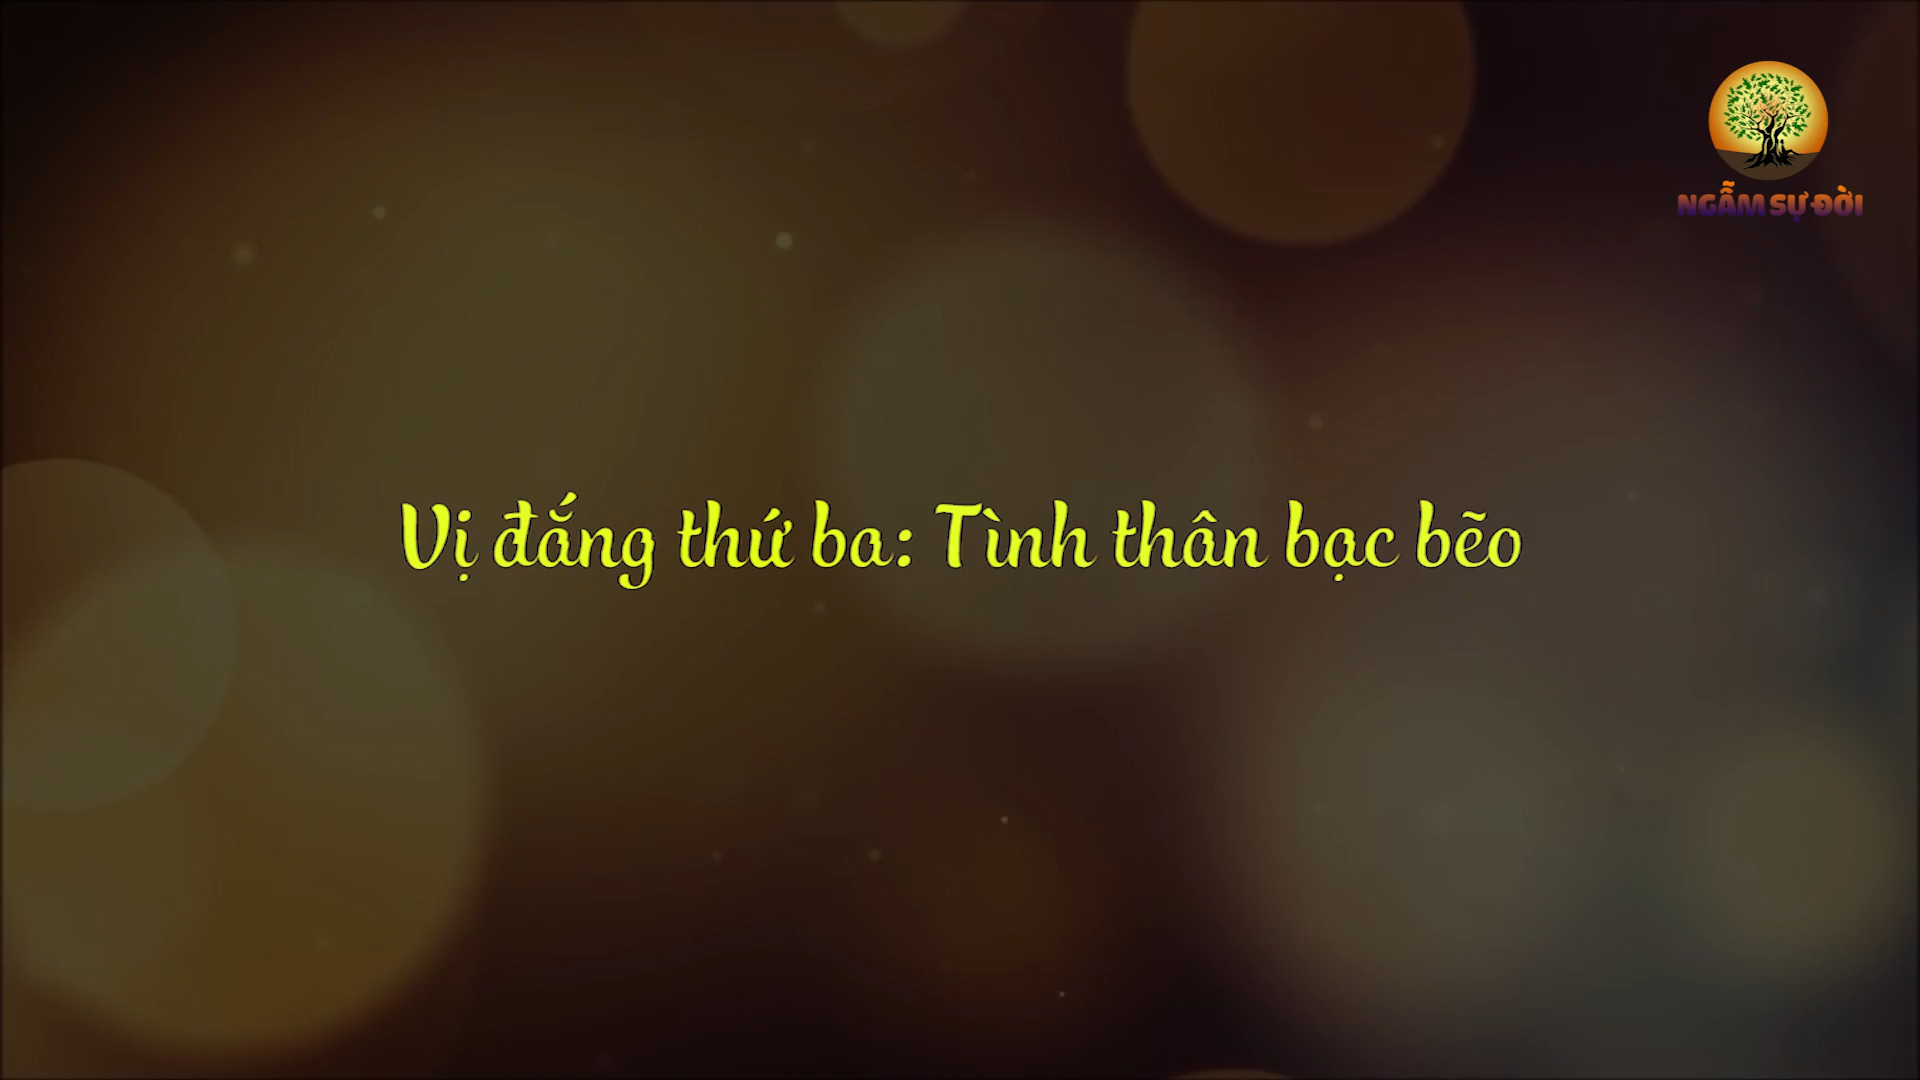 NGẪM SỰ ĐỜI
Vị đắng thứ ba: Tình thân bạc bẽo